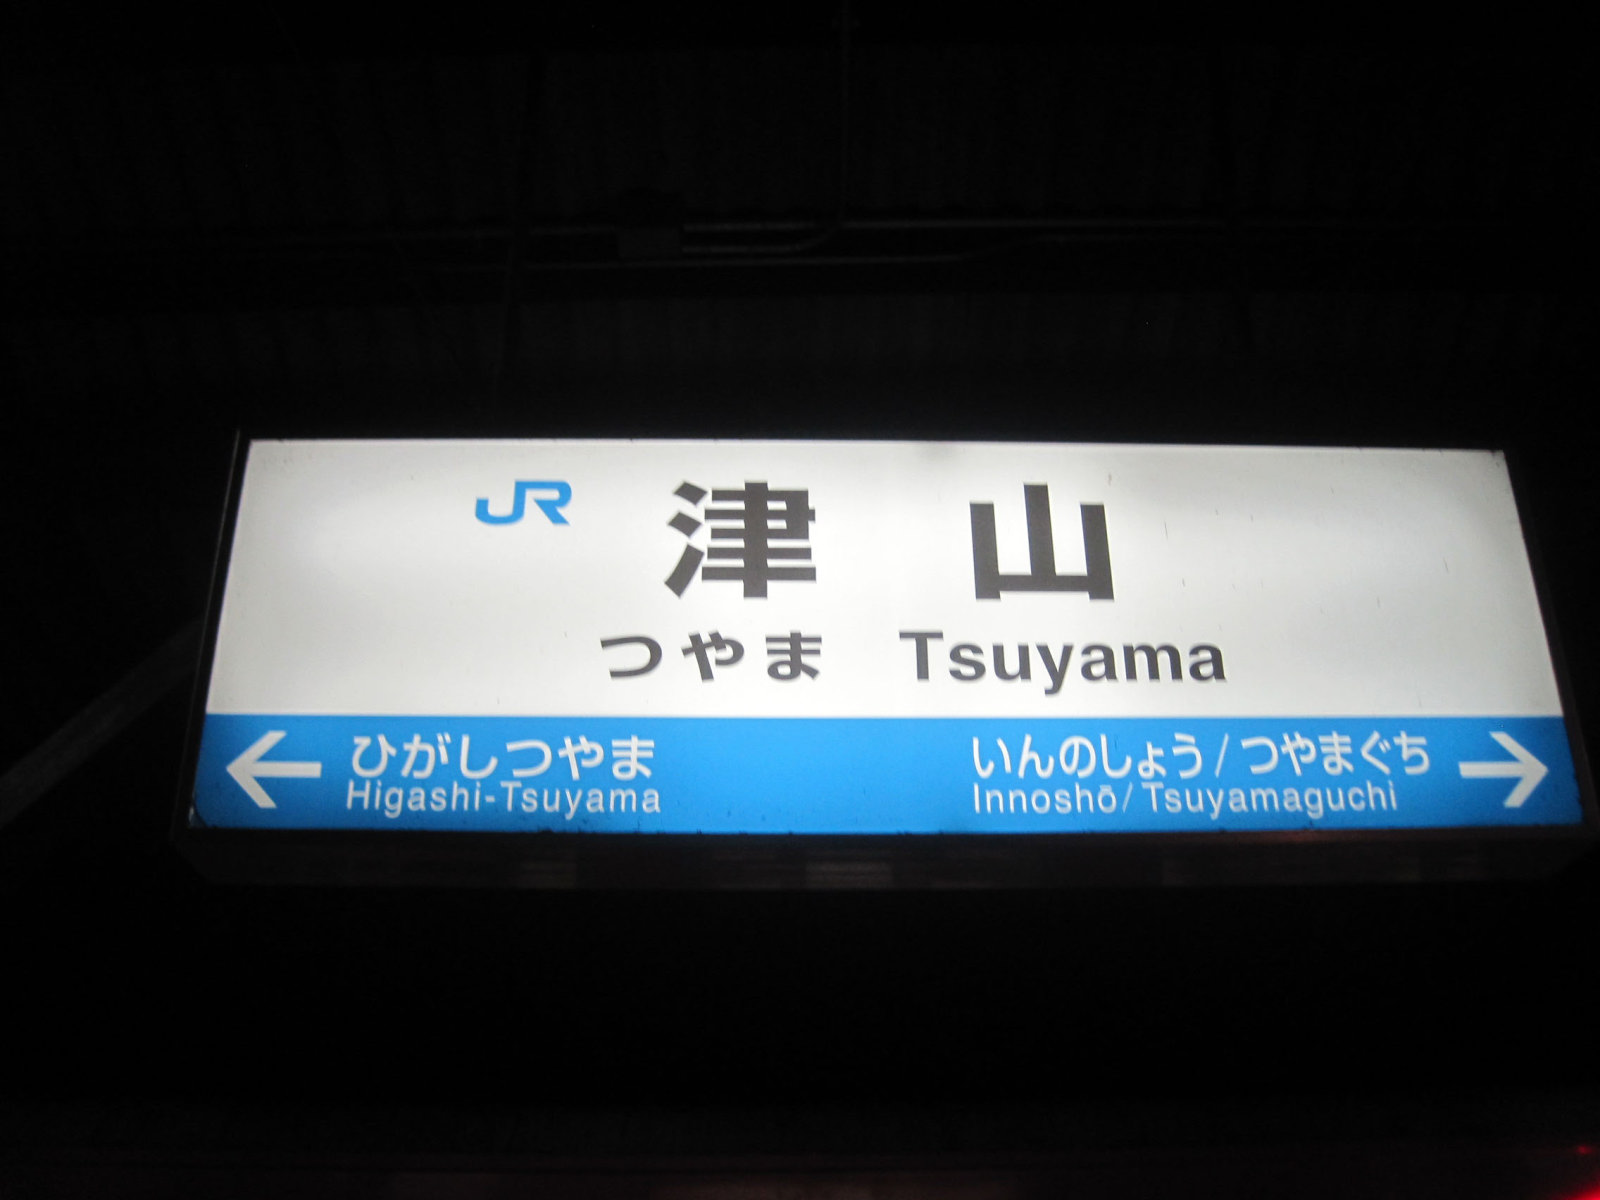 JR 津山
つやま Tsuyama
← ひがしつやま いんのしょう/つやまぐち →
Higashi-Tsuyama Innoshō/Tsuyamaguchi